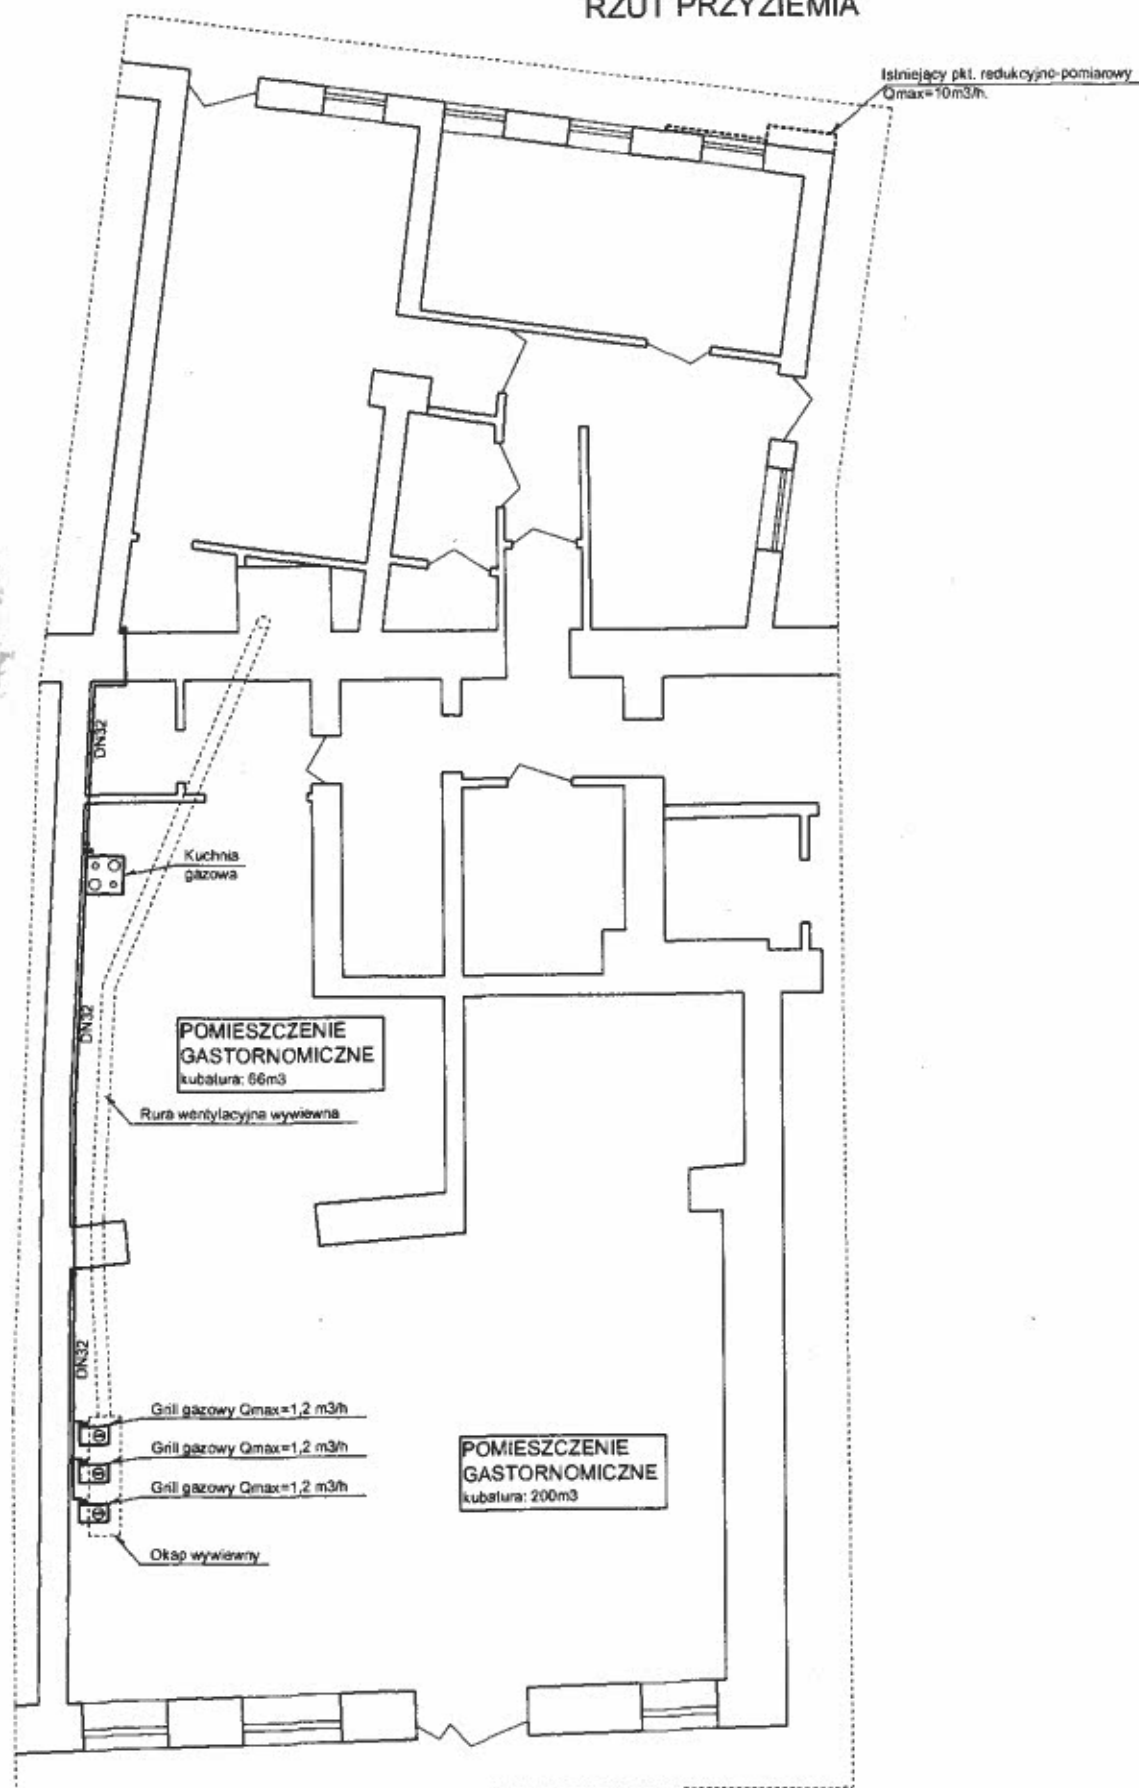 RZUT PRZYZIEMIA
Istniejący pkt. redukcyjno-pomiarowy
Qmax=10m3/h.
DN32
Kuchnia
gazowa
DN32
POMIESZCZENIE
GASTORNOMICZNE
kubatura: 66m3
Rura wentylacyjna wywiewna
DN32
Grill gazowy Qmax=1,2 m3/h
Grill gazowy Qmax=1,2 m3/h
Grill gazowy Qmax=1,2 m3/h
POMIESZCZENIE
GASTORNOMICZNE
kubatura: 200m3
Okap wywiewny